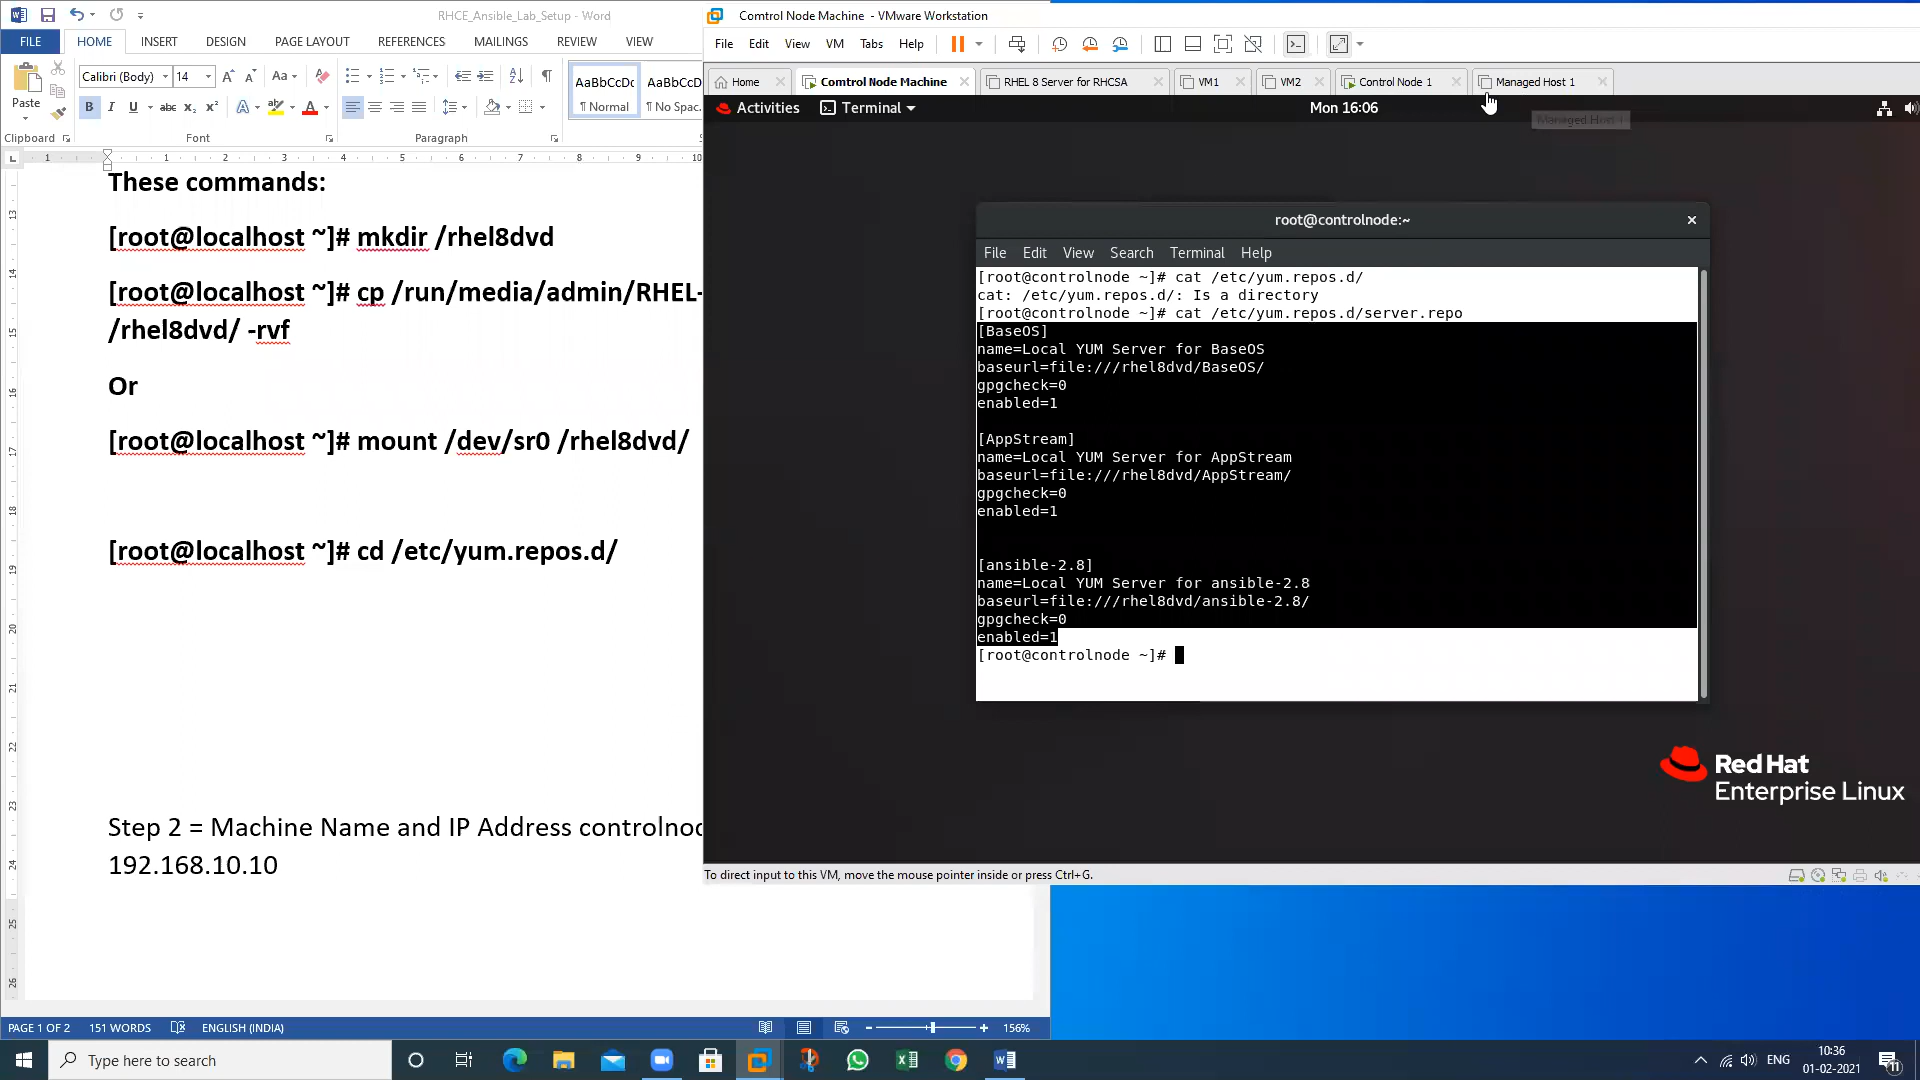 RHCE_Ansible_Lab_Setup - Word
FILE
HOME
INSERT
DESIGN
PAGE LAYOUT
REFERENCES
MAILINGS
REVIEW
VIEW
Paste
Calibri (Body)
14
AaBbCcDc
AaBbCcDc
¶ Normal
¶ No Spac...
Clipboard
Font
Paragraph
These commands:
[root@localhost ~]# mkdir /rhel8dvd
[root@localhost ~]# cp /run/media/admin/RHEL-
/rhel8dvd/ -rvf
Or
[root@localhost ~]# mount /dev/sr0 /rhel8dvd/
[root@localhost ~]# cd /etc/yum.repos.d/
Step 2 = Machine Name and IP Address controlnod
192.168.10.10
PAGE 1 OF 2
151 WORDS
ENGLISH (INDIA)
156%
Comtrol Node Machine - VMware Workstation
File Edit View VM Tabs Help
Home
Comtrol Node Machine
RHEL 8 Server for RHCSA
VM1
VM2
Control Node 1
Managed Host 1
Managed Host 1
Activities
Terminal
Mon 16:06
root@controlnode:~
File Edit View Search Terminal Help
[root@controlnode ~]# cat /etc/yum.repos.d/
cat: /etc/yum.repos.d/: Is a directory
[root@controlnode ~]# cat /etc/yum.repos.d/server.repo
[BaseOS]
name=Local YUM Server for BaseOS
baseurl=file:///rhel8dvd/BaseOS/
gpgcheck=0
enabled=1
[AppStream]
name=Local YUM Server for AppStream
baseurl=file:///rhel8dvd/AppStream/
gpgcheck=0
enabled=1
[ansible-2.8]
name=Local YUM Server for ansible-2.8
baseurl=file:///rhel8dvd/ansible-2.8/
gpgcheck=0
enabled=1
[root@controlnode ~]#
Red Hat
Enterprise Linux
To direct input to this VM, move the mouse pointer inside or press Ctrl+G.
Type here to search
ENG
10:36
01-02-2021
11